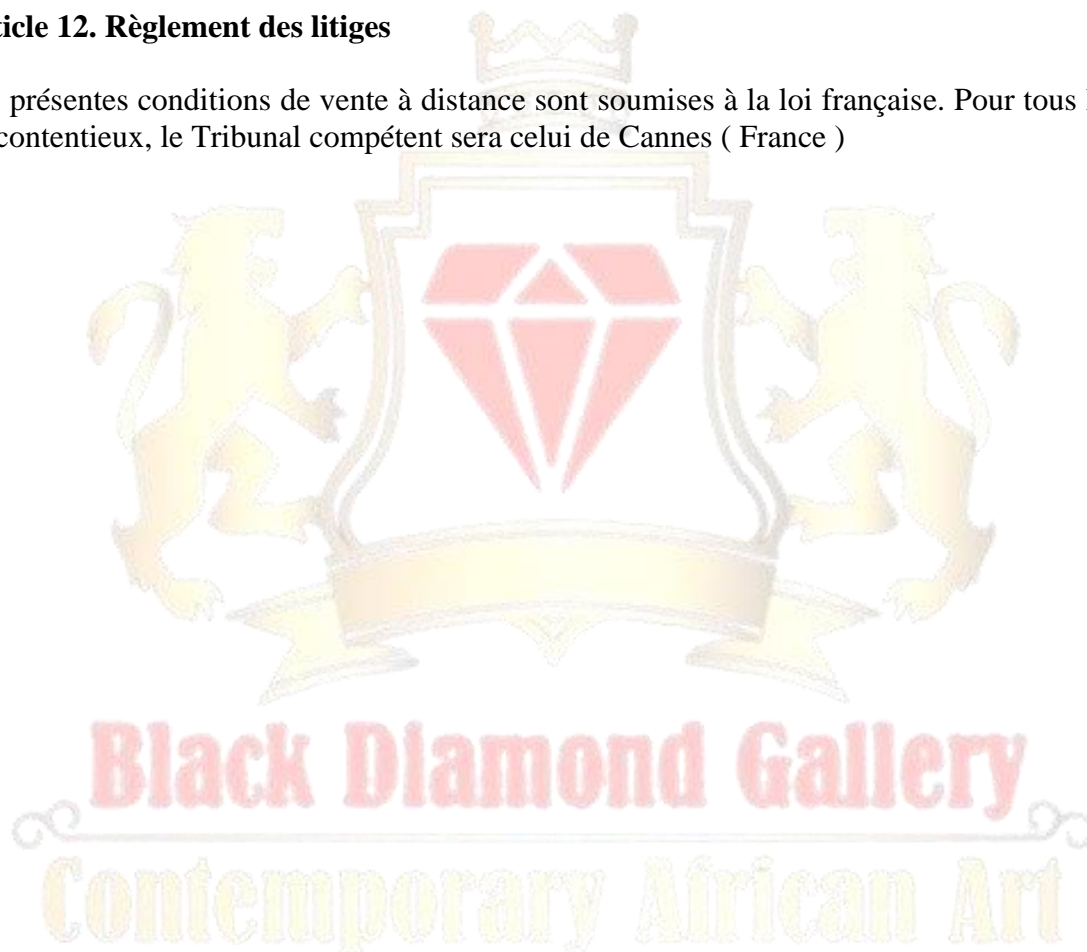 ticle 12. Règlement des litiges
présentes conditions de vente à distance sont soumises à la loi française. Pour tous
contentieux, le Tribunal compétent sera celui de Cannes ( France )
Black Diamond Gallery
Contemporary African Art